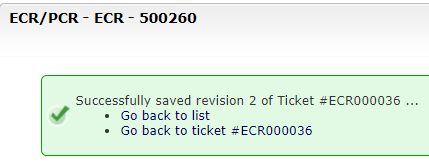 ECR/PCR - ECR - 500260
Successfully saved revision 2 of Ticket #ECR000036 ...
• Go back to list
• Go back to ticket #ECR000036